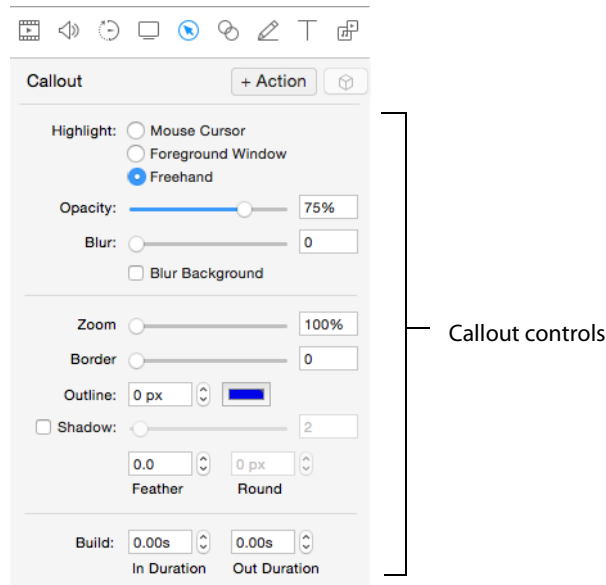 Callout + Action
Highlight: Mouse Cursor
Foreground Window
Freehand
Opacity: 75%
Blur: 0
Blur Background
Zoom 100%
Border 0
Outline: 0 px
Shadow: 2
0.0 0 px
Feather Round
Build: 0.00s 0.00s
In Duration Out Duration
Callout controls